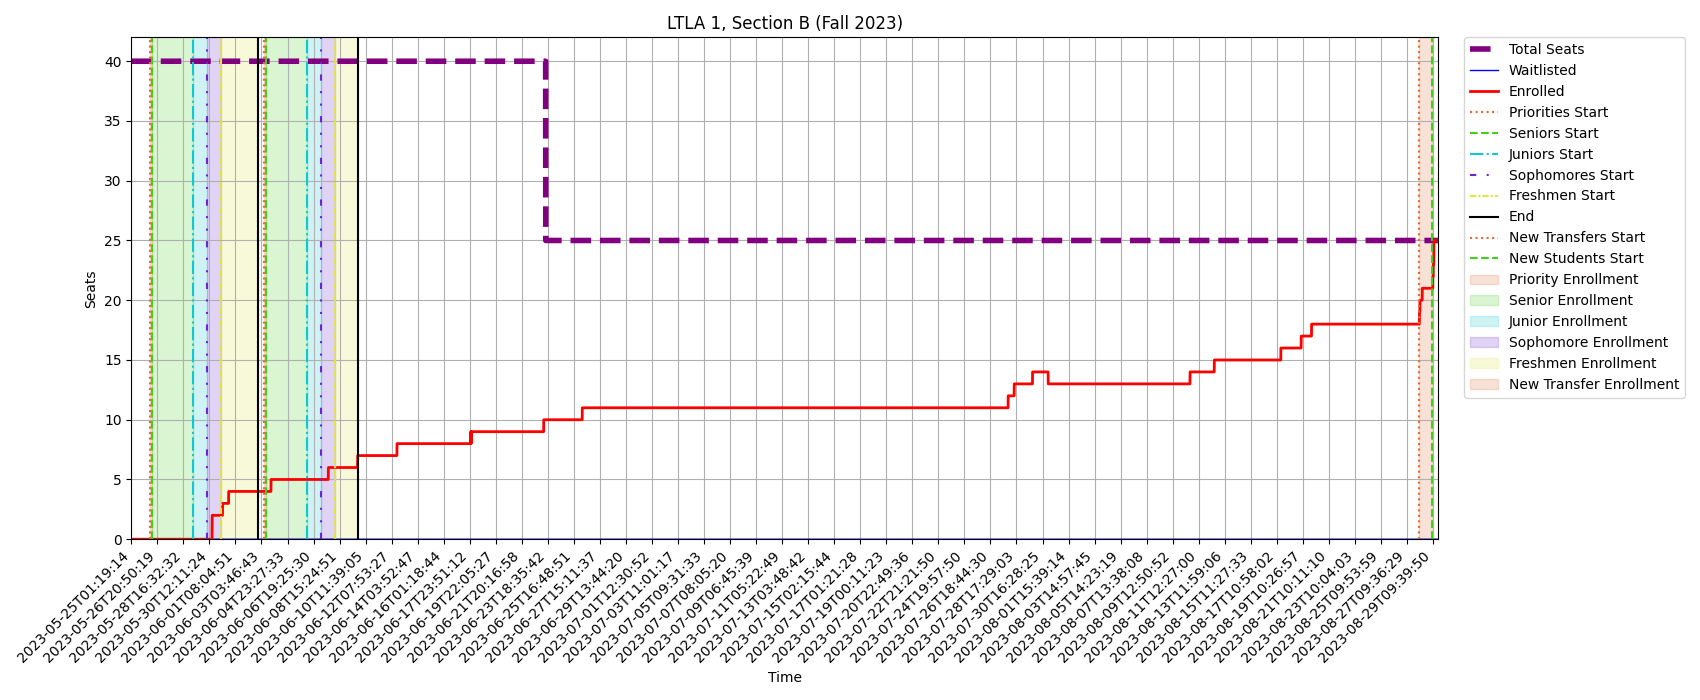 LTLA 1, Section B (Fall 2023)
Seats
40
35
30
25
20
15
10
5
0
2023-05-25T01:19:14
2023-05-26T20:50:19
2023-05-28T16:32:32
2023-05-30T12:11:24
2023-06-01T08:04:51
2023-06-03T03:46:43
2023-06-04T23:27:33
2023-06-06T19:25:30
2023-06-08T15:24:51
2023-06-10T11:39:05
2023-06-12T07:53:27
2023-06-14T03:52:47
2023-06-16T01:18:44
2023-06-17T23:51:12
2023-06-19T22:05:27
2023-06-21T20:16:58
2023-06-23T18:35:42
2023-06-25T16:48:51
2023-06-27T15:11:37
2023-06-29T13:44:20
2023-07-01T12:30:52
2023-07-03T11:01:17
2023-07-05T09:31:33
2023-07-07T08:05:20
2023-07-09T06:45:39
2023-07-11T05:22:49
2023-07-13T03:48:42
2023-07-15T02:15:44
2023-07-17T01:21:28
2023-07-19T00:11:23
2023-07-20T22:49:36
2023-07-22T21:21:50
2023-07-24T19:57:50
2023-07-26T18:44:30
2023-07-28T17:29:03
2023-07-30T16:28:25
2023-08-01T15:39:14
2023-08-03T14:57:45
2023-08-05T14:23:19
2023-08-07T13:38:08
2023-08-09T12:50:52
2023-08-11T12:27:00
2023-08-13T11:59:06
2023-08-15T11:27:33
2023-08-17T10:58:02
2023-08-19T10:26:57
2023-08-21T10:11:10
2023-08-23T10:04:03
2023-08-25T09:53:59
2023-08-27T09:36:29
2023-08-29T09:39:50
Time
Total Seats
Waitlisted
Enrolled
Priorities Start
Seniors Start
Juniors Start
Sophomores Start
Freshmen Start
End
New Transfers Start
New Students Start
Priority Enrollment
Senior Enrollment
Junior Enrollment
Sophomore Enrollment
Freshmen Enrollment
New Transfer Enrollment